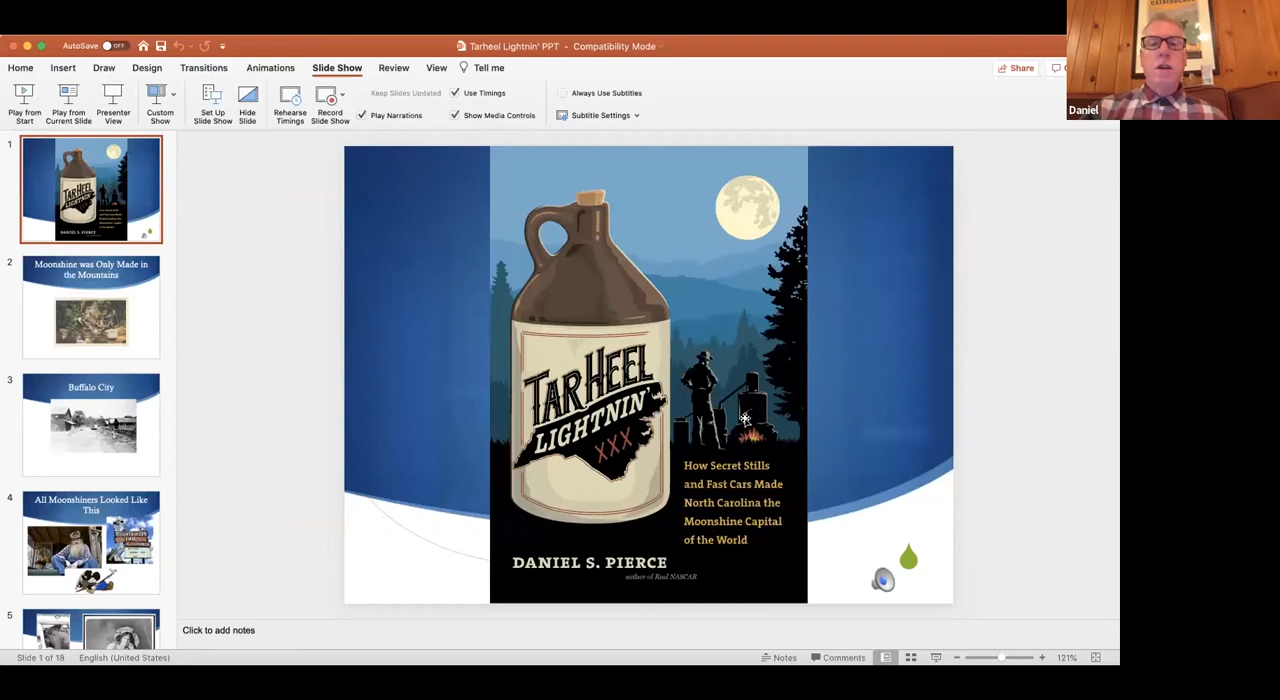 AutoSave OFF
Tarheel Lightnin' PPT - Compatibility Mode
CATALOGUES
Daniel
Home Insert Draw Design Transitions Animations Slide Show Review View Tell me
Share
Play from Start
Play from Current Slide
Presenter View
Custom Show
Set Up Slide Show
Hide Slide
Rehearse Timings
Record Slide Show
Keep Slides Updated
Use Timings
Play Narrations
Show Media Controls
Always Use Subtitles
Subtitle Settings
1
TAR HEEL
LIGHTNIN'
DANIEL S. PIERCE
2
Moonshine was Only Made in
the Mountains
3
Buffalo City
4
All Moonshiners Looked Like
This
5
TAR HEEL
LIGHTNIN'
XXX
How Secret Stills
and Fast Cars Made
North Carolina the
Moonshine Capital
of the World
DANIEL S. PIERCE
author of Real NASCAR
Click to add notes
Slide 1 of 18 English (United States)
Notes Comments 121%